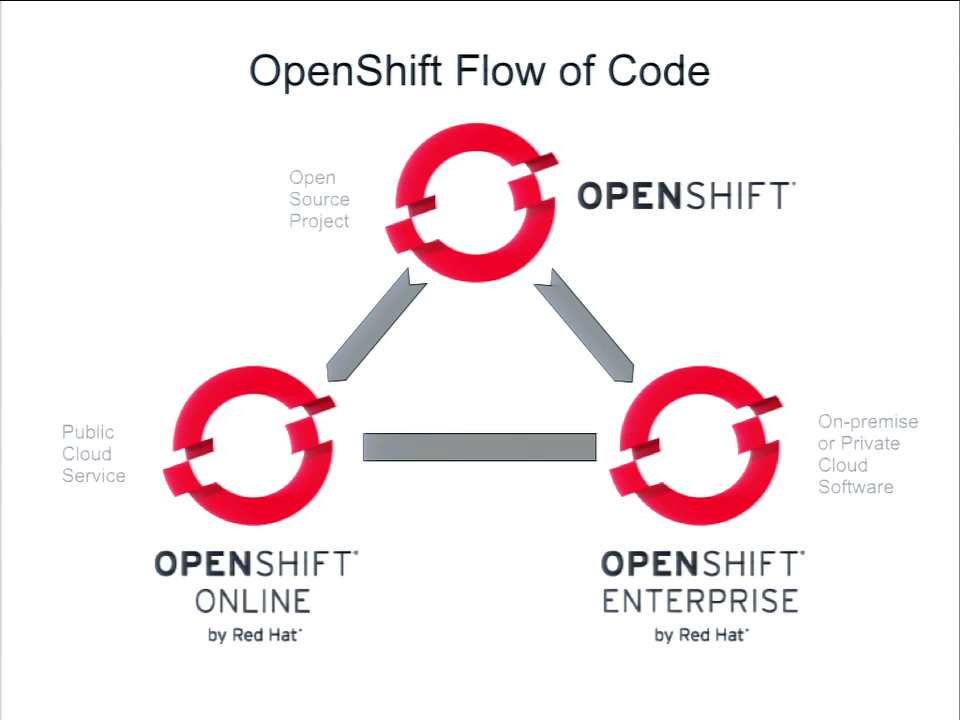 OpenShift Flow of Code
Open
Source
Project
OPENSHIFT
Public
Cloud
Service
On-premise
or Private
Cloud
Software
OPENSHIFT
ONLINE
by Red Hat
OPENSHIFT
ENTERPRISE
by Red Hat